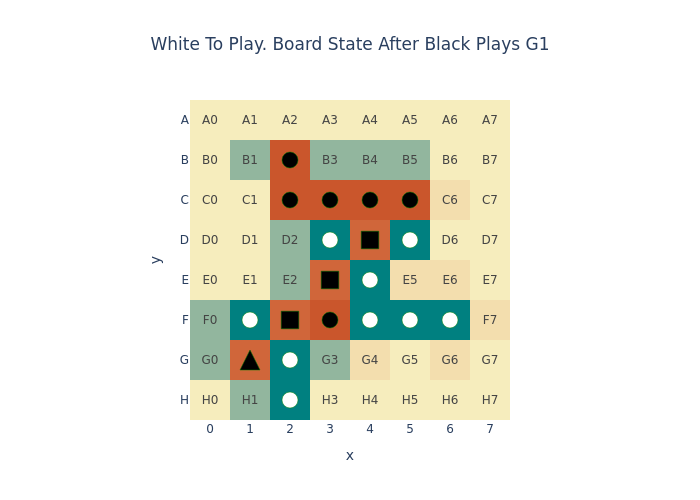 White To Play. Board State After Black Plays G1
A A0 A1 A2 A3 A4 A5 A6 A7
B B0 B1 B3 B4 B5 B6 B7
C C0 C1 C6 C7
D D0 D1 D2 D6 D7
E E0 E1 E2 E5 E6 E7
F F0 F7
G G0 G3 G4 G5 G6 G7
H H0 H1 H3 H4 H5 H6 H7
0 1 2 3 4 5 6 7
x
y